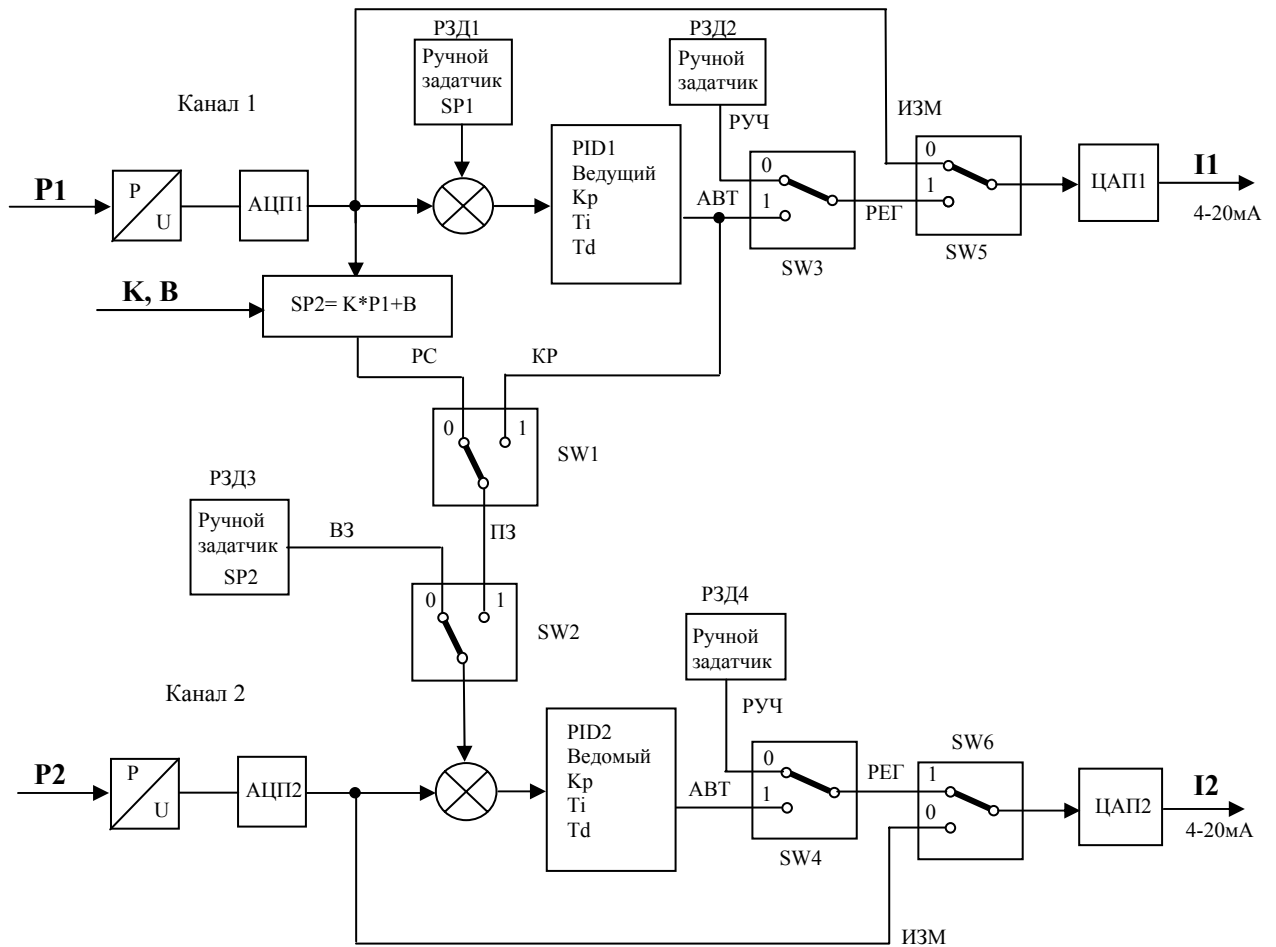 РЗД1
Ручной
задатчик
SP1
РЗД2
Ручной
задатчик
Канал 1
РУЧ
ИЗМ
P1
P
U
АЦП1
PID1
Ведущий
Kp
Ti
Td
АВТ
0
1
SW3
РЕГ
0
1
SW5
ЦАП1
I1
4-20мА
K, B
SP2= K*P1+B
РС
КР
0 1
SW1
РЗД3
Ручной
задатчик
SP2
ВЗ
ПЗ
0 1
SW2
РЗД4
Ручной
задатчик
Канал 2
РУЧ
P2
P
U
АЦП2
PID2
Ведомый
Kp
Ti
Td
АВТ
0
1
SW4
РЕГ
SW6
1
0
ЦАП2
I2
4-20мА
ИЗМ